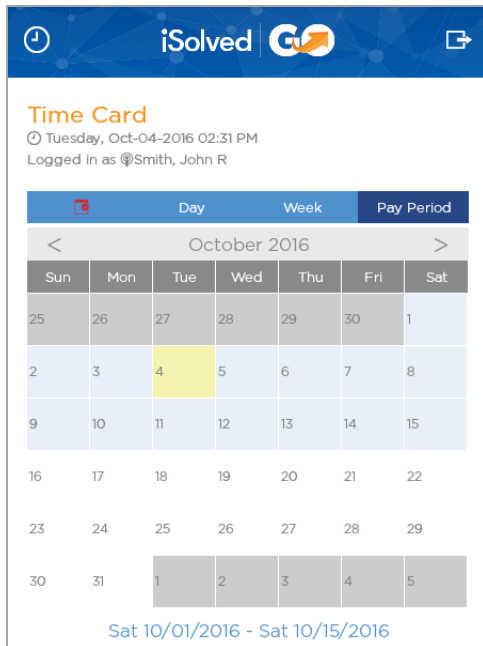 iSolved GO
Time Card
Tuesday, Oct-04-2016 02:31 PM
Logged in as Smith, John R
Day Week Pay Period
< October 2016 >
Sun Mon Tue Wed Thu Fri Sat
25 26 27 28 29 30 1
2 3 4 5 6 7 8
9 10 11 12 13 14 15
16 17 18 19 20 21 22
23 24 25 26 27 28 29
30 31 1 2 3 4 5
Sat 10/01/2016 - Sat 10/15/2016